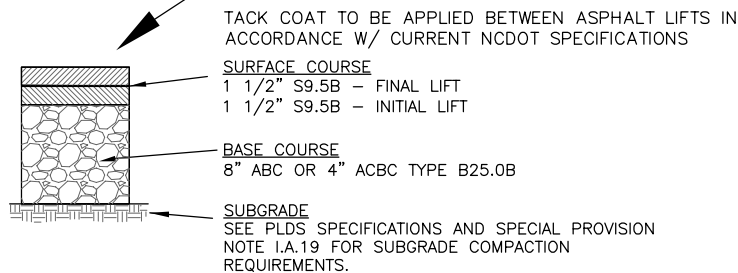 TACK COAT TO BE APPLIED BETWEEN ASPHALT LIFTS IN
ACCORDANCE W/ CURRENT NCDOT SPECIFICATIONS
SURFACE COURSE
1 1/2" S9.5B – FINAL LIFT
1 1/2" S9.5B – INITIAL LIFT
BASE COURSE
8" ABC OR 4" ACBC TYPE B25.0B
SUBGRADE
SEE PLDS SPECIFICATIONS AND SPECIAL PROVISION
NOTE I.A.19 FOR SUBGRADE COMPACTION
REQUIREMENTS.